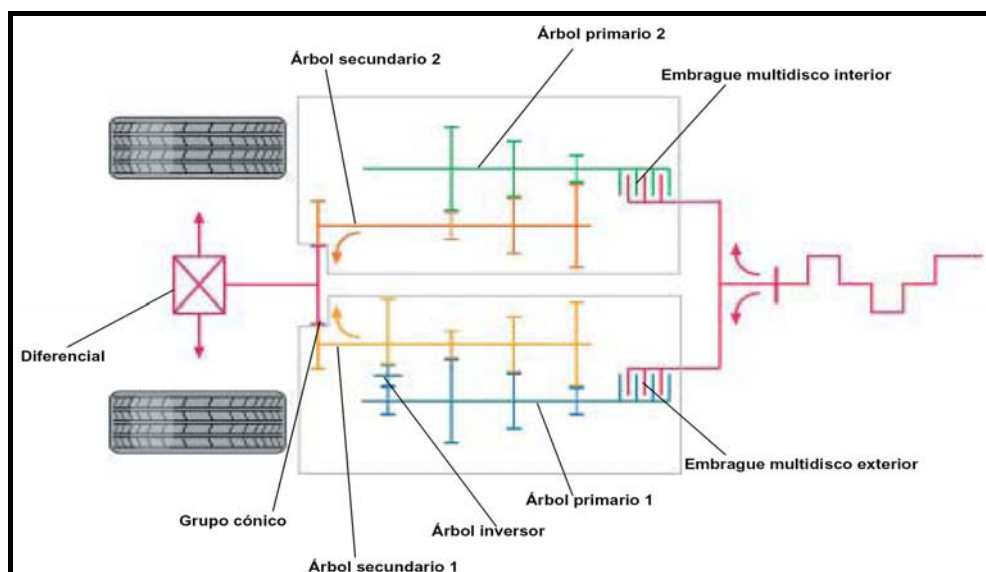 Árbol primario 2
Árbol secundario 2
Embrague multidisco interior
Diferencial
Embrague multidisco exterior
Árbol primario 1
Grupo cónico
Árbol inversor
Árbol secundario 1